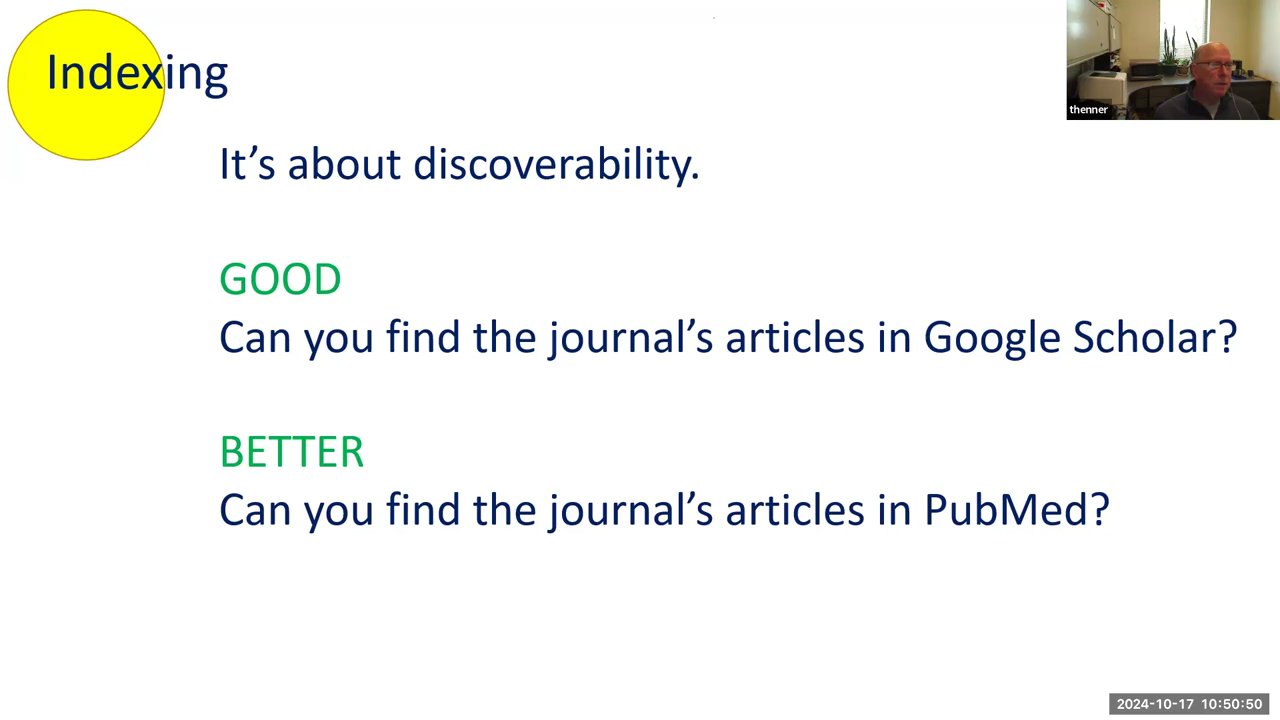 Indexing
thenner
It’s about discoverability.
GOOD
Can you find the journal’s articles in Google Scholar?
BETTER
Can you find the journal’s articles in PubMed?
2024-10-17 10:50:50